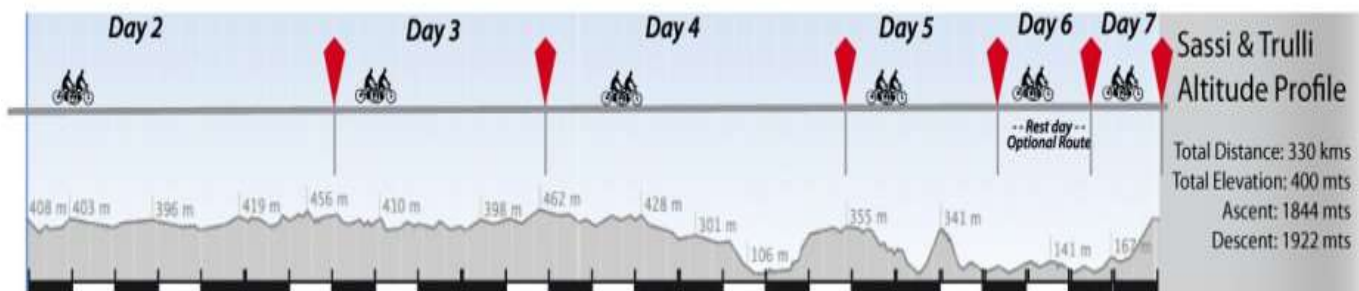 Day 2
Day 3
Day 4
Day 5
Day 6
Day 7
-- Rest day --
Optional Route
Sassi & Trulli
Altitude Profile
Total Distance: 330 kms
Total Elevation: 400 mts
Ascent: 1844 mts
Descent: 1922 mts
408 m
403 m
396 m
419 m
456 m
410 m
398 m
462 m
428 m
301 m
106 m
355 m
341 m
141 m
167 m